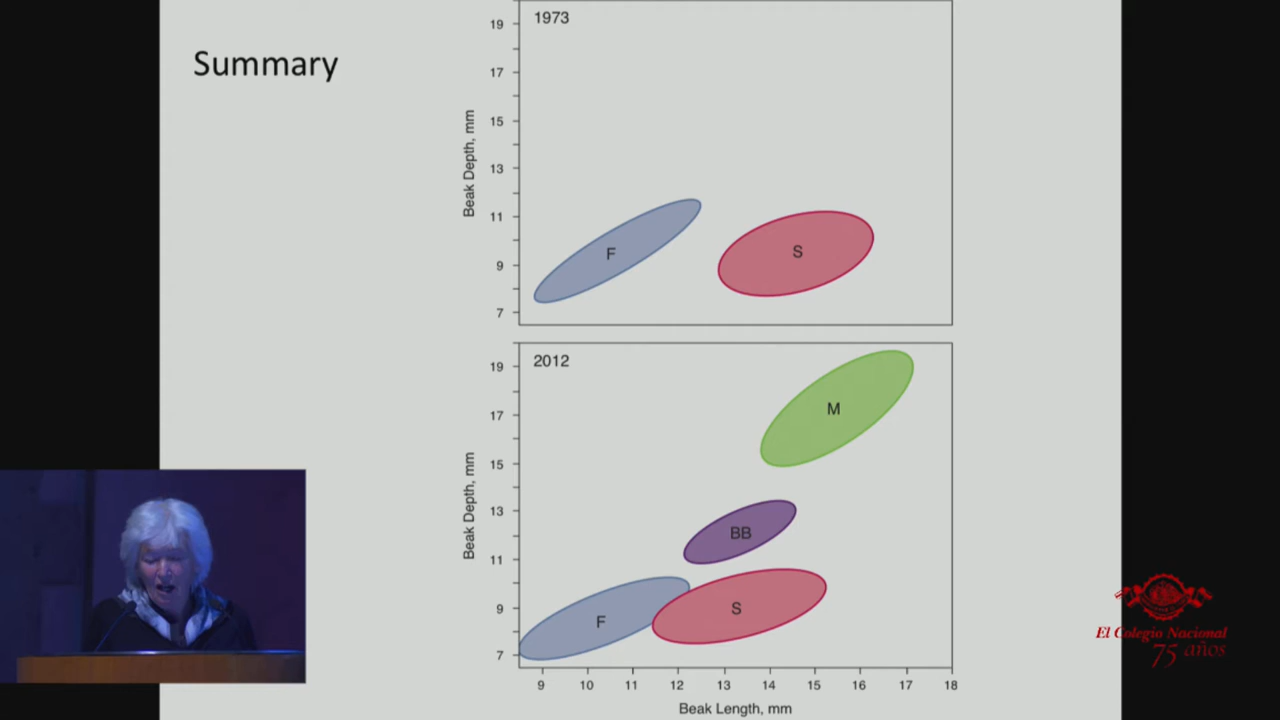 Summary
1973
19
17
15
13
11
9
7
Beak Depth, mm
F
S
2012
19
17
15
13
11
9
7
Beak Depth, mm
M
BB
F
S
9 10 11 12 13 14 15 16 17 18
Beak Length, mm
El Colegio Nacional
75 años